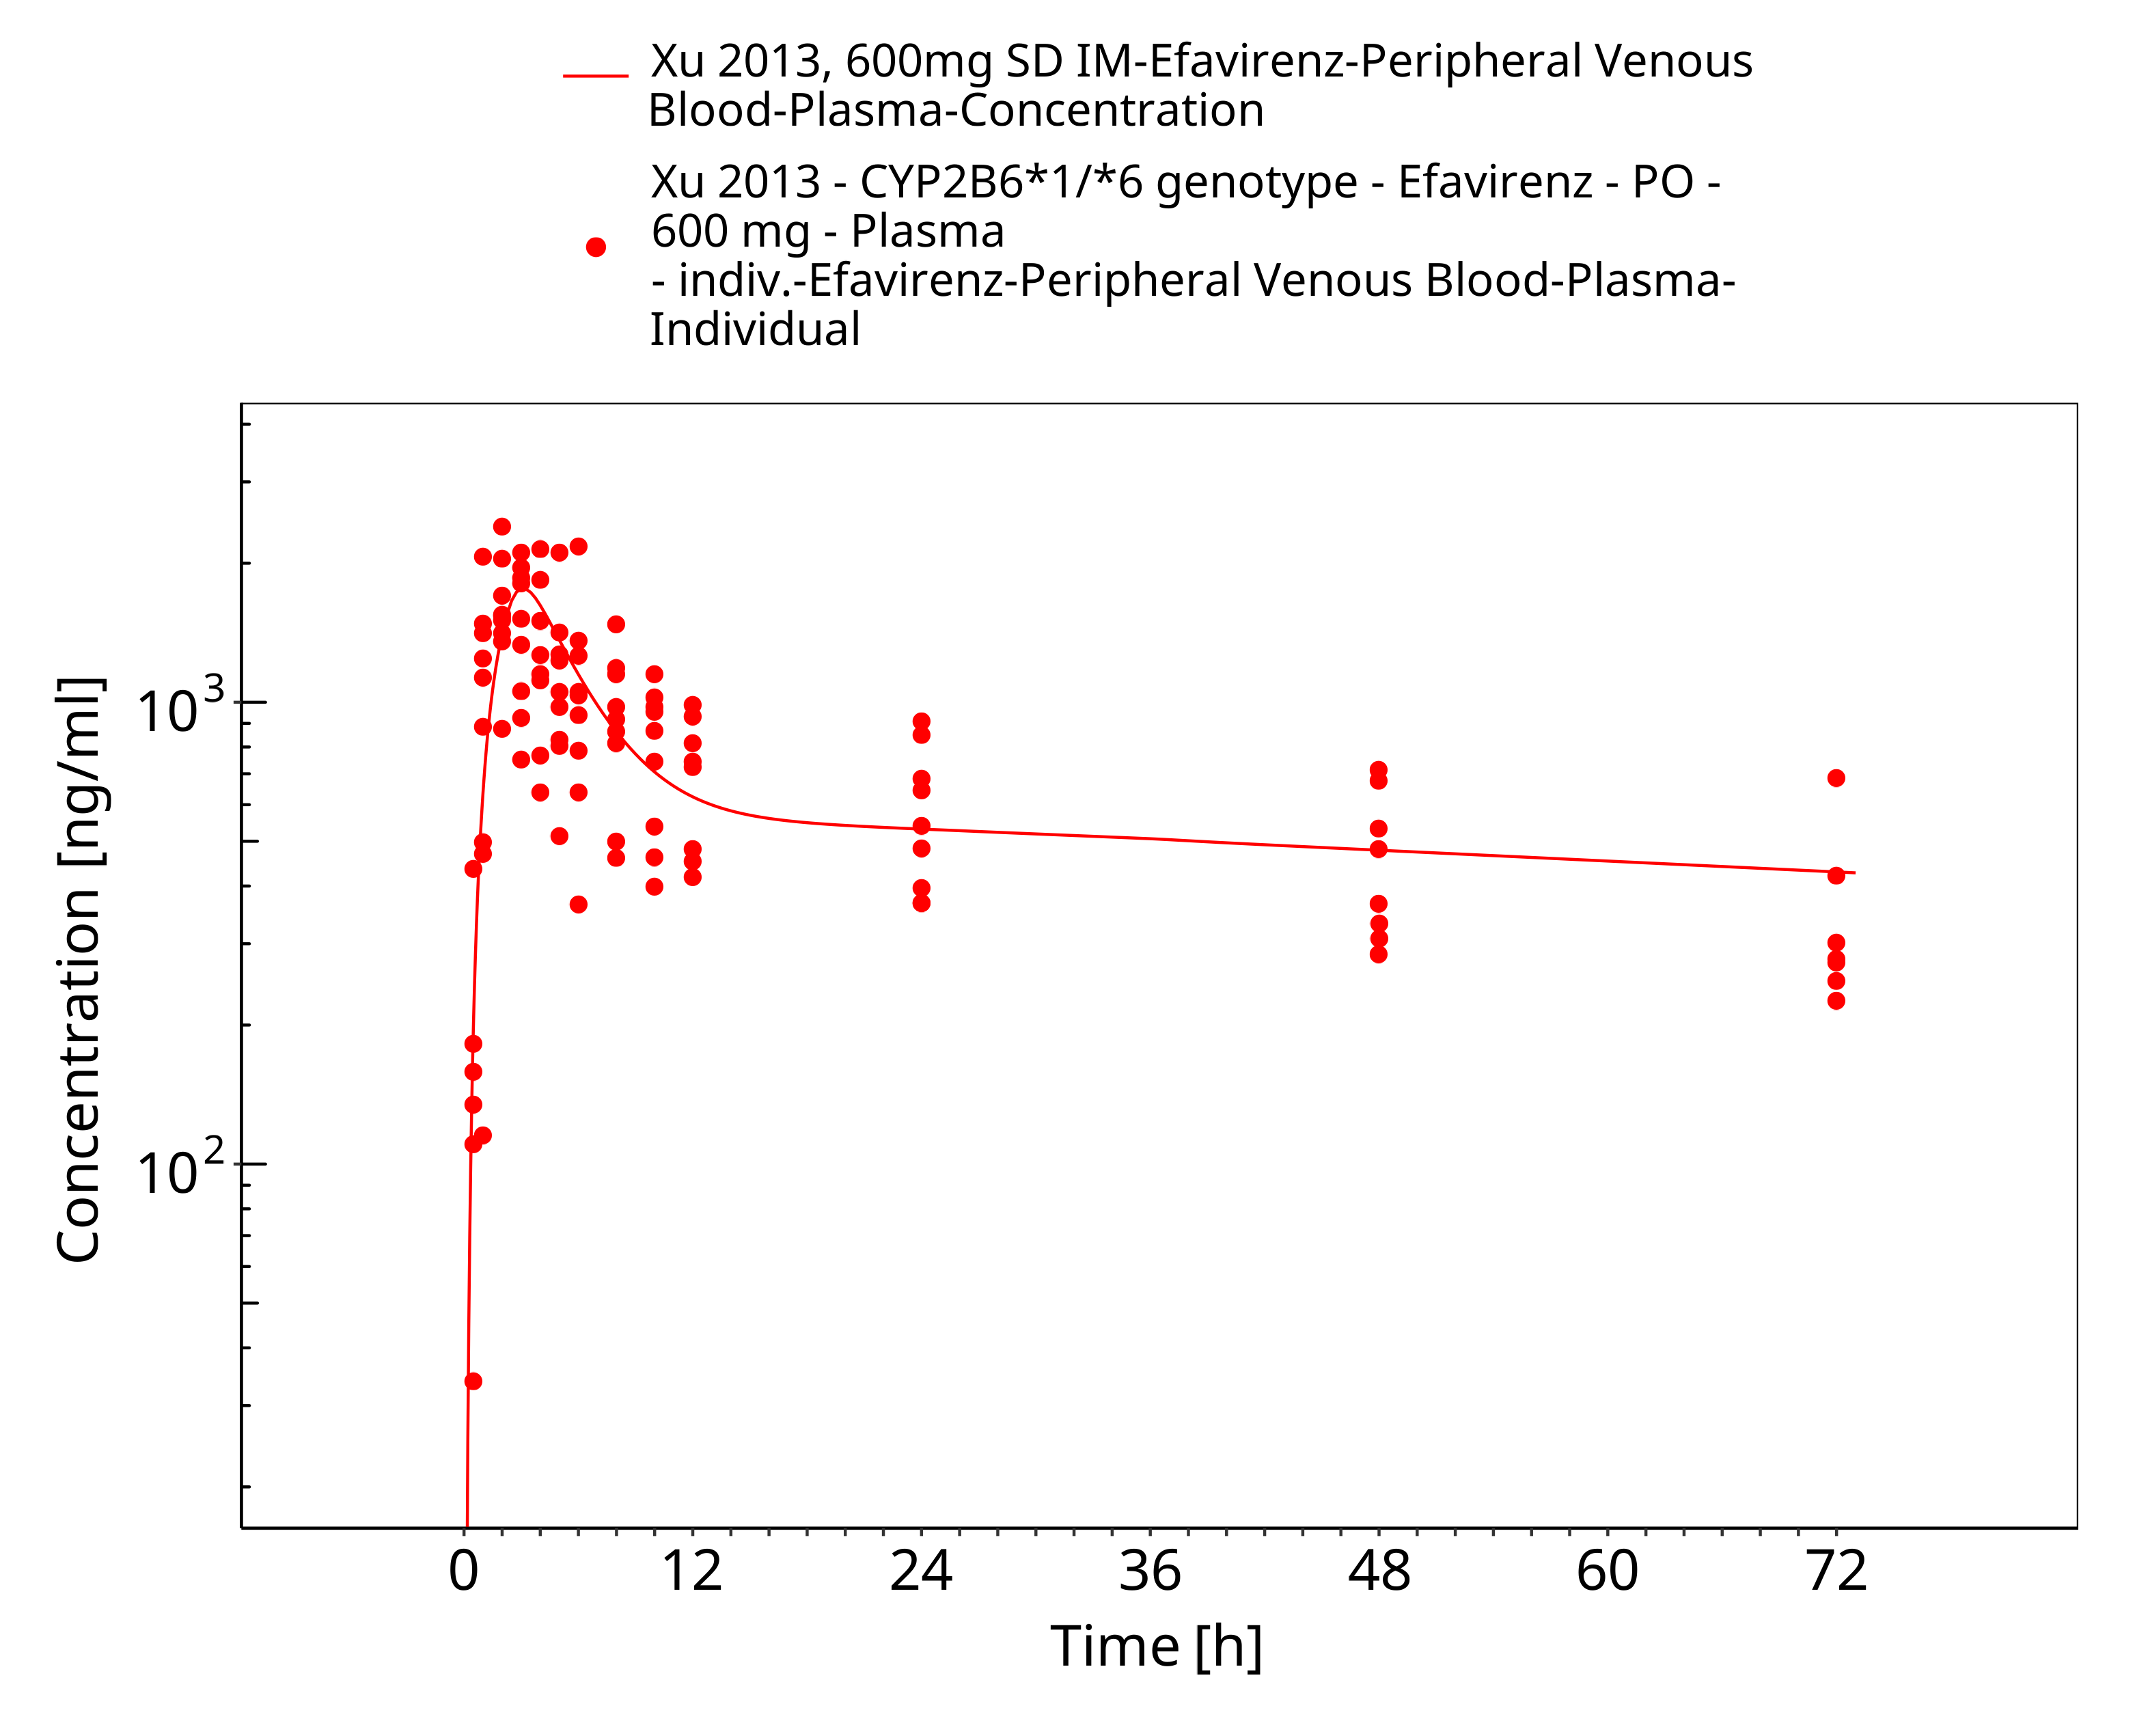 Xu 2013, 600mg SD IM-Efavirenz-Peripheral Venous
Blood-Plasma-Concentration
Xu 2013 - CYP2B6*1/*6 genotype - Efavirenz - PO -
600 mg - Plasma
- indiv.-Efavirenz-Peripheral Venous Blood-Plasma-
Individual
Concentration [ng/ml]
10³
10²
0 12 24 36 48 60 72
Time [h]